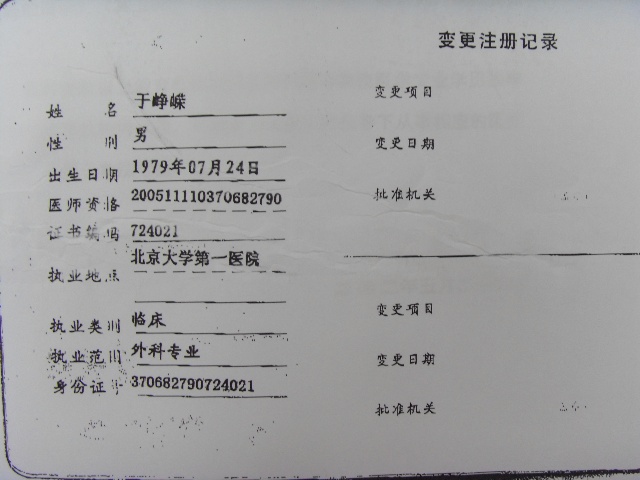 变更注册记录
姓 名 于峥嵘
性 别 男
出生日期 1979年07月24日
医师资格 200511110370682790
证书编码 724021
执业地点 北京大学第一医院
执业类别 临床
执业范围 外科专业
身份证号 370682790724021
变更项目
变更日期
批准机关
变更项目
变更日期
批准机关